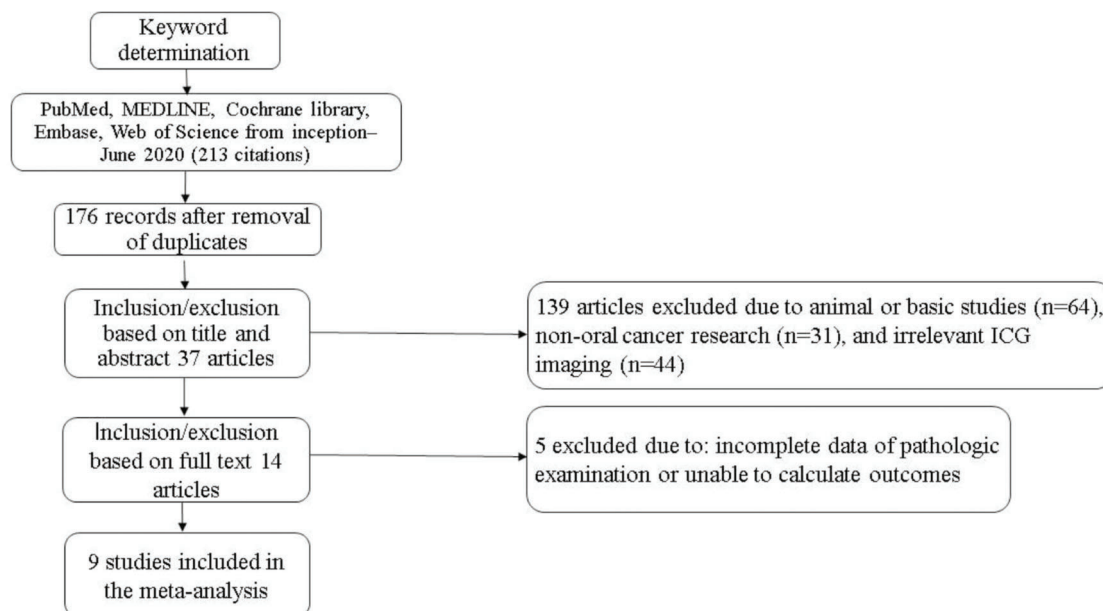 Keyword
determination
PubMed, MEDLINE, Cochrane library,
Embase, Web of Science from inception–
June 2020 (213 citations)
176 records after removal
of duplicates
Inclusion/exclusion
based on title and
abstract 37 articles
139 articles excluded due to animal or basic studies (n=64),
non-oral cancer research (n=31), and irrelevant ICG
imaging (n=44)
Inclusion/exclusion
based on full text 14
articles
5 excluded due to: incomplete data of pathologic
examination or unable to calculate outcomes
9 studies included in
the meta-analysis